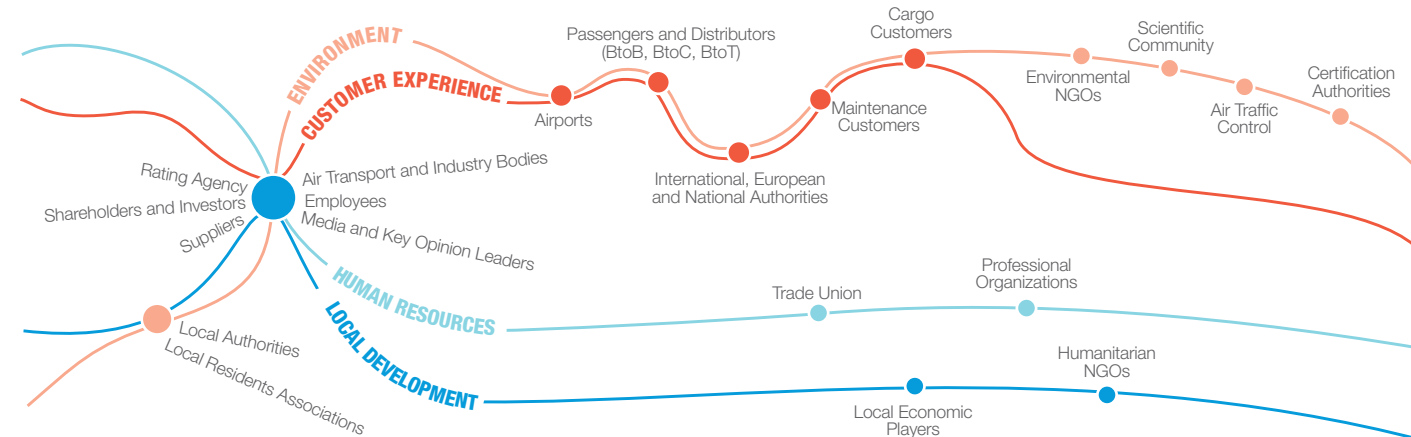 ENVIRONMENT
CUSTOMER EXPERIENCE
Airports
Passengers and Distributors
(BtoB, BtoC, BtoT)
International, European
and National Authorities
Maintenance
Customers
Cargo
Customers
Environmental
NGOs
Scientific
Community
Air Traffic
Control
Certification
Authorities
Rating Agency
Shareholders and Investors
Suppliers
Air Transport and Industry Bodies
Employees
Media and Key Opinion Leaders
Local Authorities
Local Residents Associations
HUMAN RESOURCES
Trade Union
Professional
Organizations
LOCAL DEVELOPMENT
Local Economic
Players
Humanitarian
NGOs